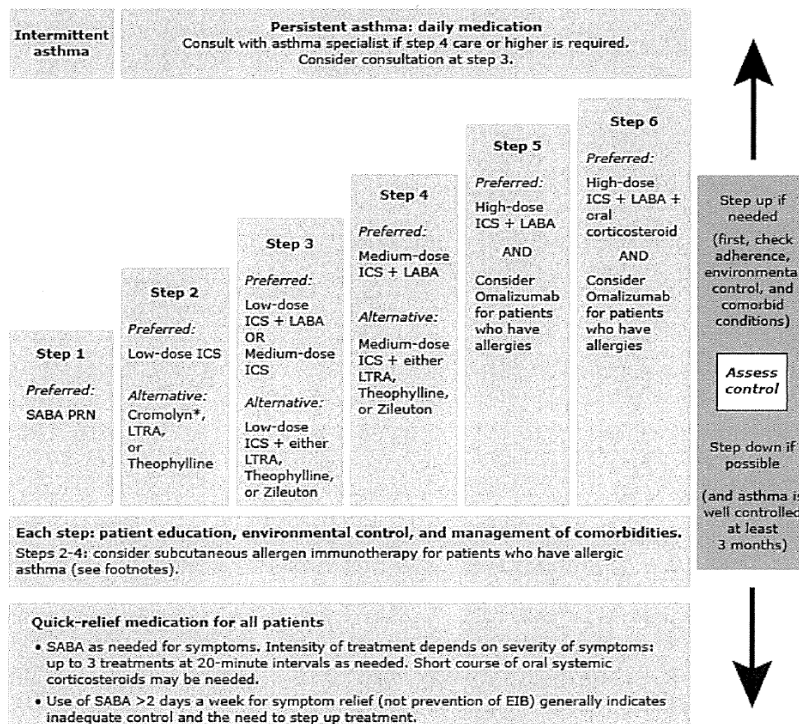 Intermittent
asthma
Persistent asthma: daily medication
Consult with asthma specialist if step 4 care or higher is required.
Consider consultation at step 3.
Step 1
Preferred:
SABA PRN
Step 2
Preferred:
Low-dose ICS
Alternative:
Cromolyn*,
LTRA,
or
Theophylline
Step 3
Preferred:
Low-dose
ICS + LABA
OR
Medium-dose
ICS
Alternative:
Low-dose
ICS + either
LTRA,
Theophylline,
or Zileuton
Step 4
Preferred:
Medium-dose
ICS + LABA
Alternative:
Medium-dose
ICS + either
LTRA,
Theophylline,
or Zileuton
Step 5
Preferred:
High-dose
ICS + LABA
AND
Consider
Omalizumab
for patients
who have
allergies
Step 6
Preferred:
High-dose
ICS + LABA +
oral
corticosteroid
AND
Consider
Omalizumab
for patients
who have
allergies
Step up if
needed
(first, check
adherence,
environmental
control, and
comorbid
conditions)
Assess
control
Step down if
possible
(and asthma is
well controlled
at least
3 months)
Each step: patient education, environmental control, and management of comorbidities.
Steps 2-4: consider subcutaneous allergen immunotherapy for patients who have allergic
asthma (see footnotes).
Quick-relief medication for all patients
• SABA as needed for symptoms. Intensity of treatment depends on severity of symptoms:
up to 3 treatments at 20-minute intervals as needed. Short course of oral systemic
corticosteroids may be needed.
• Use of SABA >2 days a week for symptom relief (not prevention of EIB) generally indicates
inadequate control and the need to step up treatment.